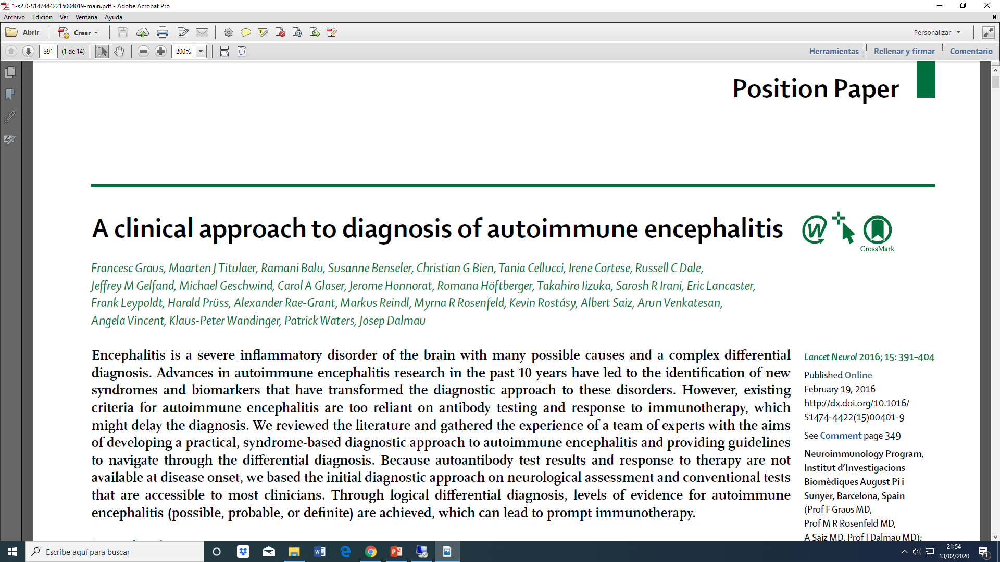 1-s2.0-S1474442215004019-main.pdf - Adobe Acrobat Pro
Archivo Edición Ver Ventana Ayuda
Abrir Crear Personalizar
391 (1 de 14) 200% Herramientas Rellenar y firmar Comentario
Position Paper
A clinical approach to diagnosis of autoimmune encephalitis
CrossMark
Francesc Graus, Maarten J Titulaer, Ramani Balu, Susanne Benseler, Christian G Bien, Tania Cellucci, Irene Cortese, Russell C Dale,
Jeffrey M Gelfand, Michael Geschwind, Carol A Glaser, Jerome Honnorat, Romana Höftberger, Takahiro Iizuka, Sarosh R Irani, Eric Lancaster,
Frank Leypoldt, Harald Prüss, Alexander Rae-Grant, Markus Reindl, Myrna R Rosenfeld, Kevin Rostásy, Albert Saiz, Arun Venkatesan,
Angela Vincent, Klaus-Peter Wandinger, Patrick Waters, Josep Dalmau
Encephalitis is a severe inflammatory disorder of the brain with many possible causes and a complex differential
diagnosis. Advances in autoimmune encephalitis research in the past 10 years have led to the identification of new
syndromes and biomarkers that have transformed the diagnostic approach to these disorders. However, existing
criteria for autoimmune encephalitis are too reliant on antibody testing and response to immunotherapy, which
might delay the diagnosis. We reviewed the literature and gathered the experience of a team of experts with the aims
of developing a practical, syndrome-based diagnostic approach to autoimmune encephalitis and providing guidelines
to navigate through the differential diagnosis. Because autoantibody test results and response to therapy are not
available at disease onset, we based the initial diagnostic approach on neurological assessment and conventional tests
that are accessible to most clinicians. Through logical differential diagnosis, levels of evidence for autoimmune
encephalitis (possible, probable, or definite) are achieved, which can lead to prompt immunotherapy.
Lancet Neurol 2016; 15: 391–404
Published Online
February 19, 2016
http://dx.doi.org/10.1016/
S1474-4422(15)00401-9
See Comment page 349
Neuroimmunology Program,
Institut d'Investigacions
Biomèdiques August Pi i
Sunyer, Barcelona, Spain
(Prof F Graus MD,
Prof M R Rosenfeld MD,
A Saiz MD, Prof J Dalmau MD);
Escribe aquí para buscar
21:54
13/02/2020
1